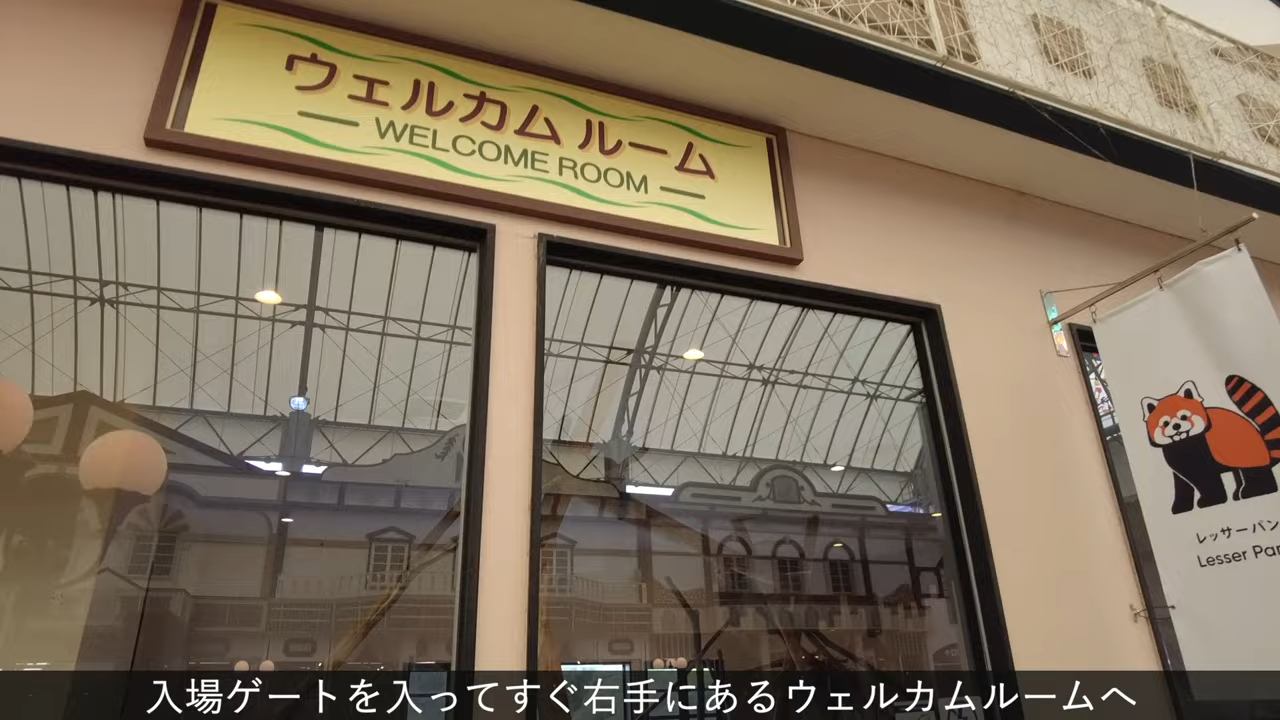 ウェルカム ルーム
WELCOME ROOM
レッサーパン
Lesser Pan
入場ゲートを入ってすぐ右手にあるウェルカムルームへ